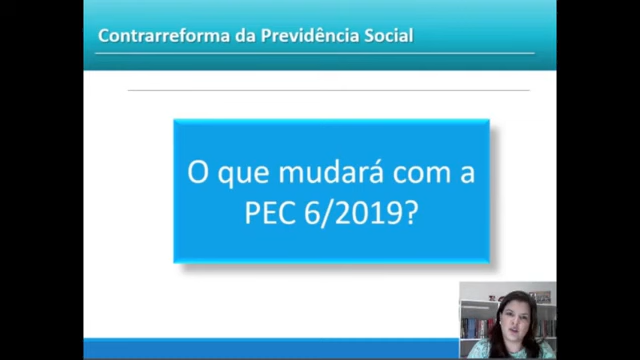 Contrarreforma da Previdência Social
O que mudará com a
PEC 6/2019?